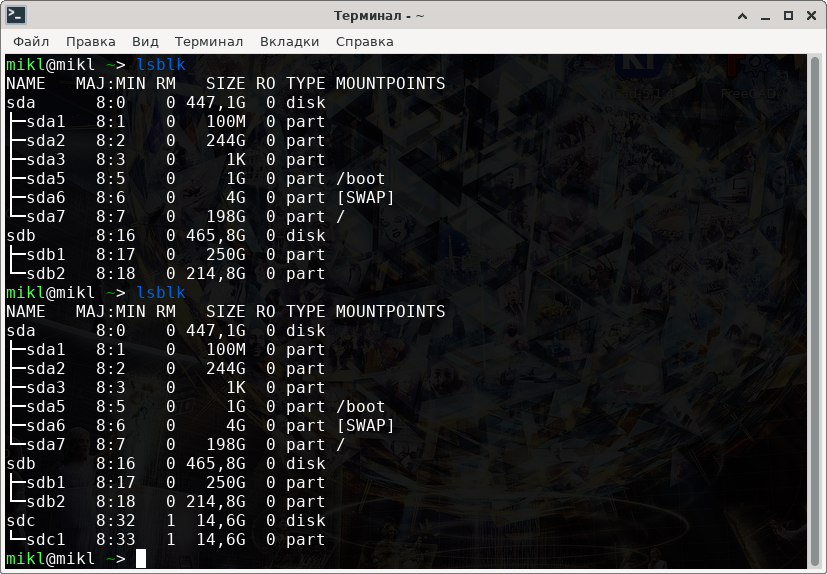 Терминал - ~
Файл Правка Вид Терминал Вкладки Справка
mikl@mikl ~> lsblk
NAME   MAJ:MIN RM   SIZE RO TYPE MOUNTPOINTS
sda      8:0    0 447,1G  0 disk
├─sda1   8:1    0   100M  0 part
├─sda2   8:2    0   244G  0 part
├─sda3   8:3    0     1K  0 part
├─sda5   8:5    0     1G  0 part /boot
├─sda6   8:6    0     4G  0 part [SWAP]
└─sda7   8:7    0   198G  0 part /
sdb      8:16   0 465,8G  0 disk
├─sdb1   8:17   0   250G  0 part
└─sdb2   8:18   0 214,8G  0 part
mikl@mikl ~> lsblk
NAME   MAJ:MIN RM   SIZE RO TYPE MOUNTPOINTS
sda      8:0    0 447,1G  0 disk
├─sda1   8:1    0   100M  0 part
├─sda2   8:2    0   244G  0 part
├─sda3   8:3    0     1K  0 part
├─sda5   8:5    0     1G  0 part /boot
├─sda6   8:6    0     4G  0 part [SWAP]
└─sda7   8:7    0   198G  0 part /
sdb      8:16   0 465,8G  0 disk
├─sdb1   8:17   0   250G  0 part
└─sdb2   8:18   0 214,8G  0 part
sdc      8:32   1  14,6G  0 disk
└─sdc1   8:33   1  14,6G  0 part
mikl@mikl ~>